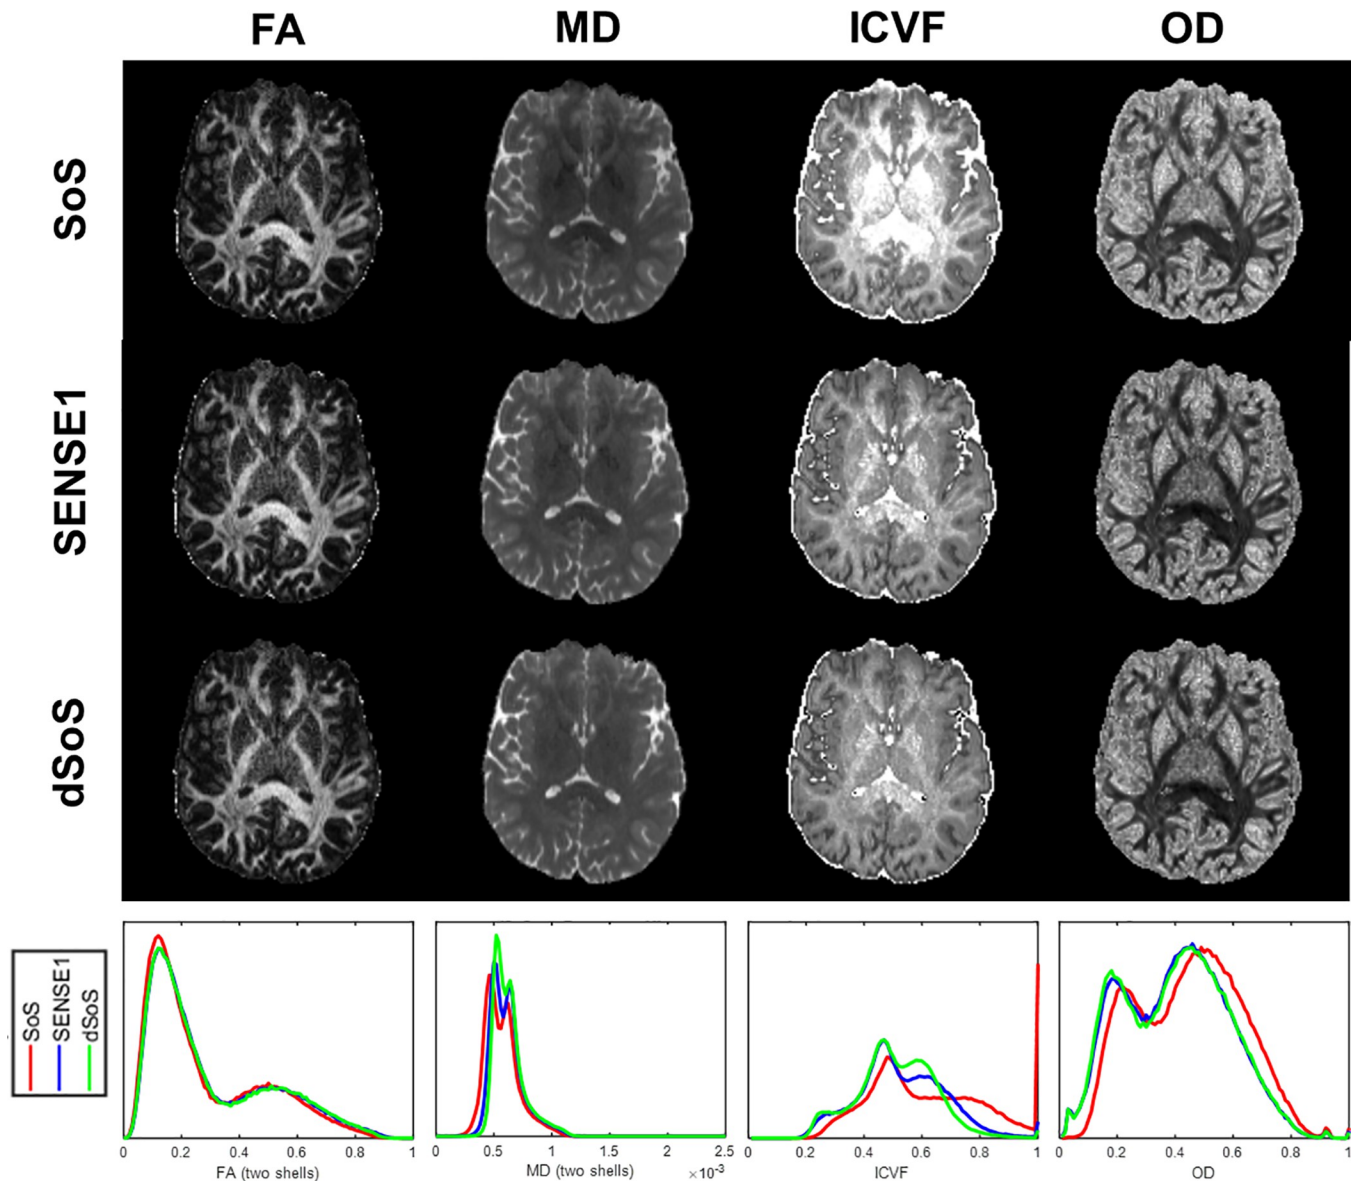 FA MD ICVF OD
SoS
SENSE1
dSoS
SoS
SENSE1
dSoS
0 0.2 0.4 0.6 0.8 1
FA (two shells)
0 0.5 1 1.5 2 2.5
MD (two shells) ×10⁻³
0 0.2 0.4 0.6 0.8 1
ICVF
0 0.2 0.4 0.6 0.8 1
OD